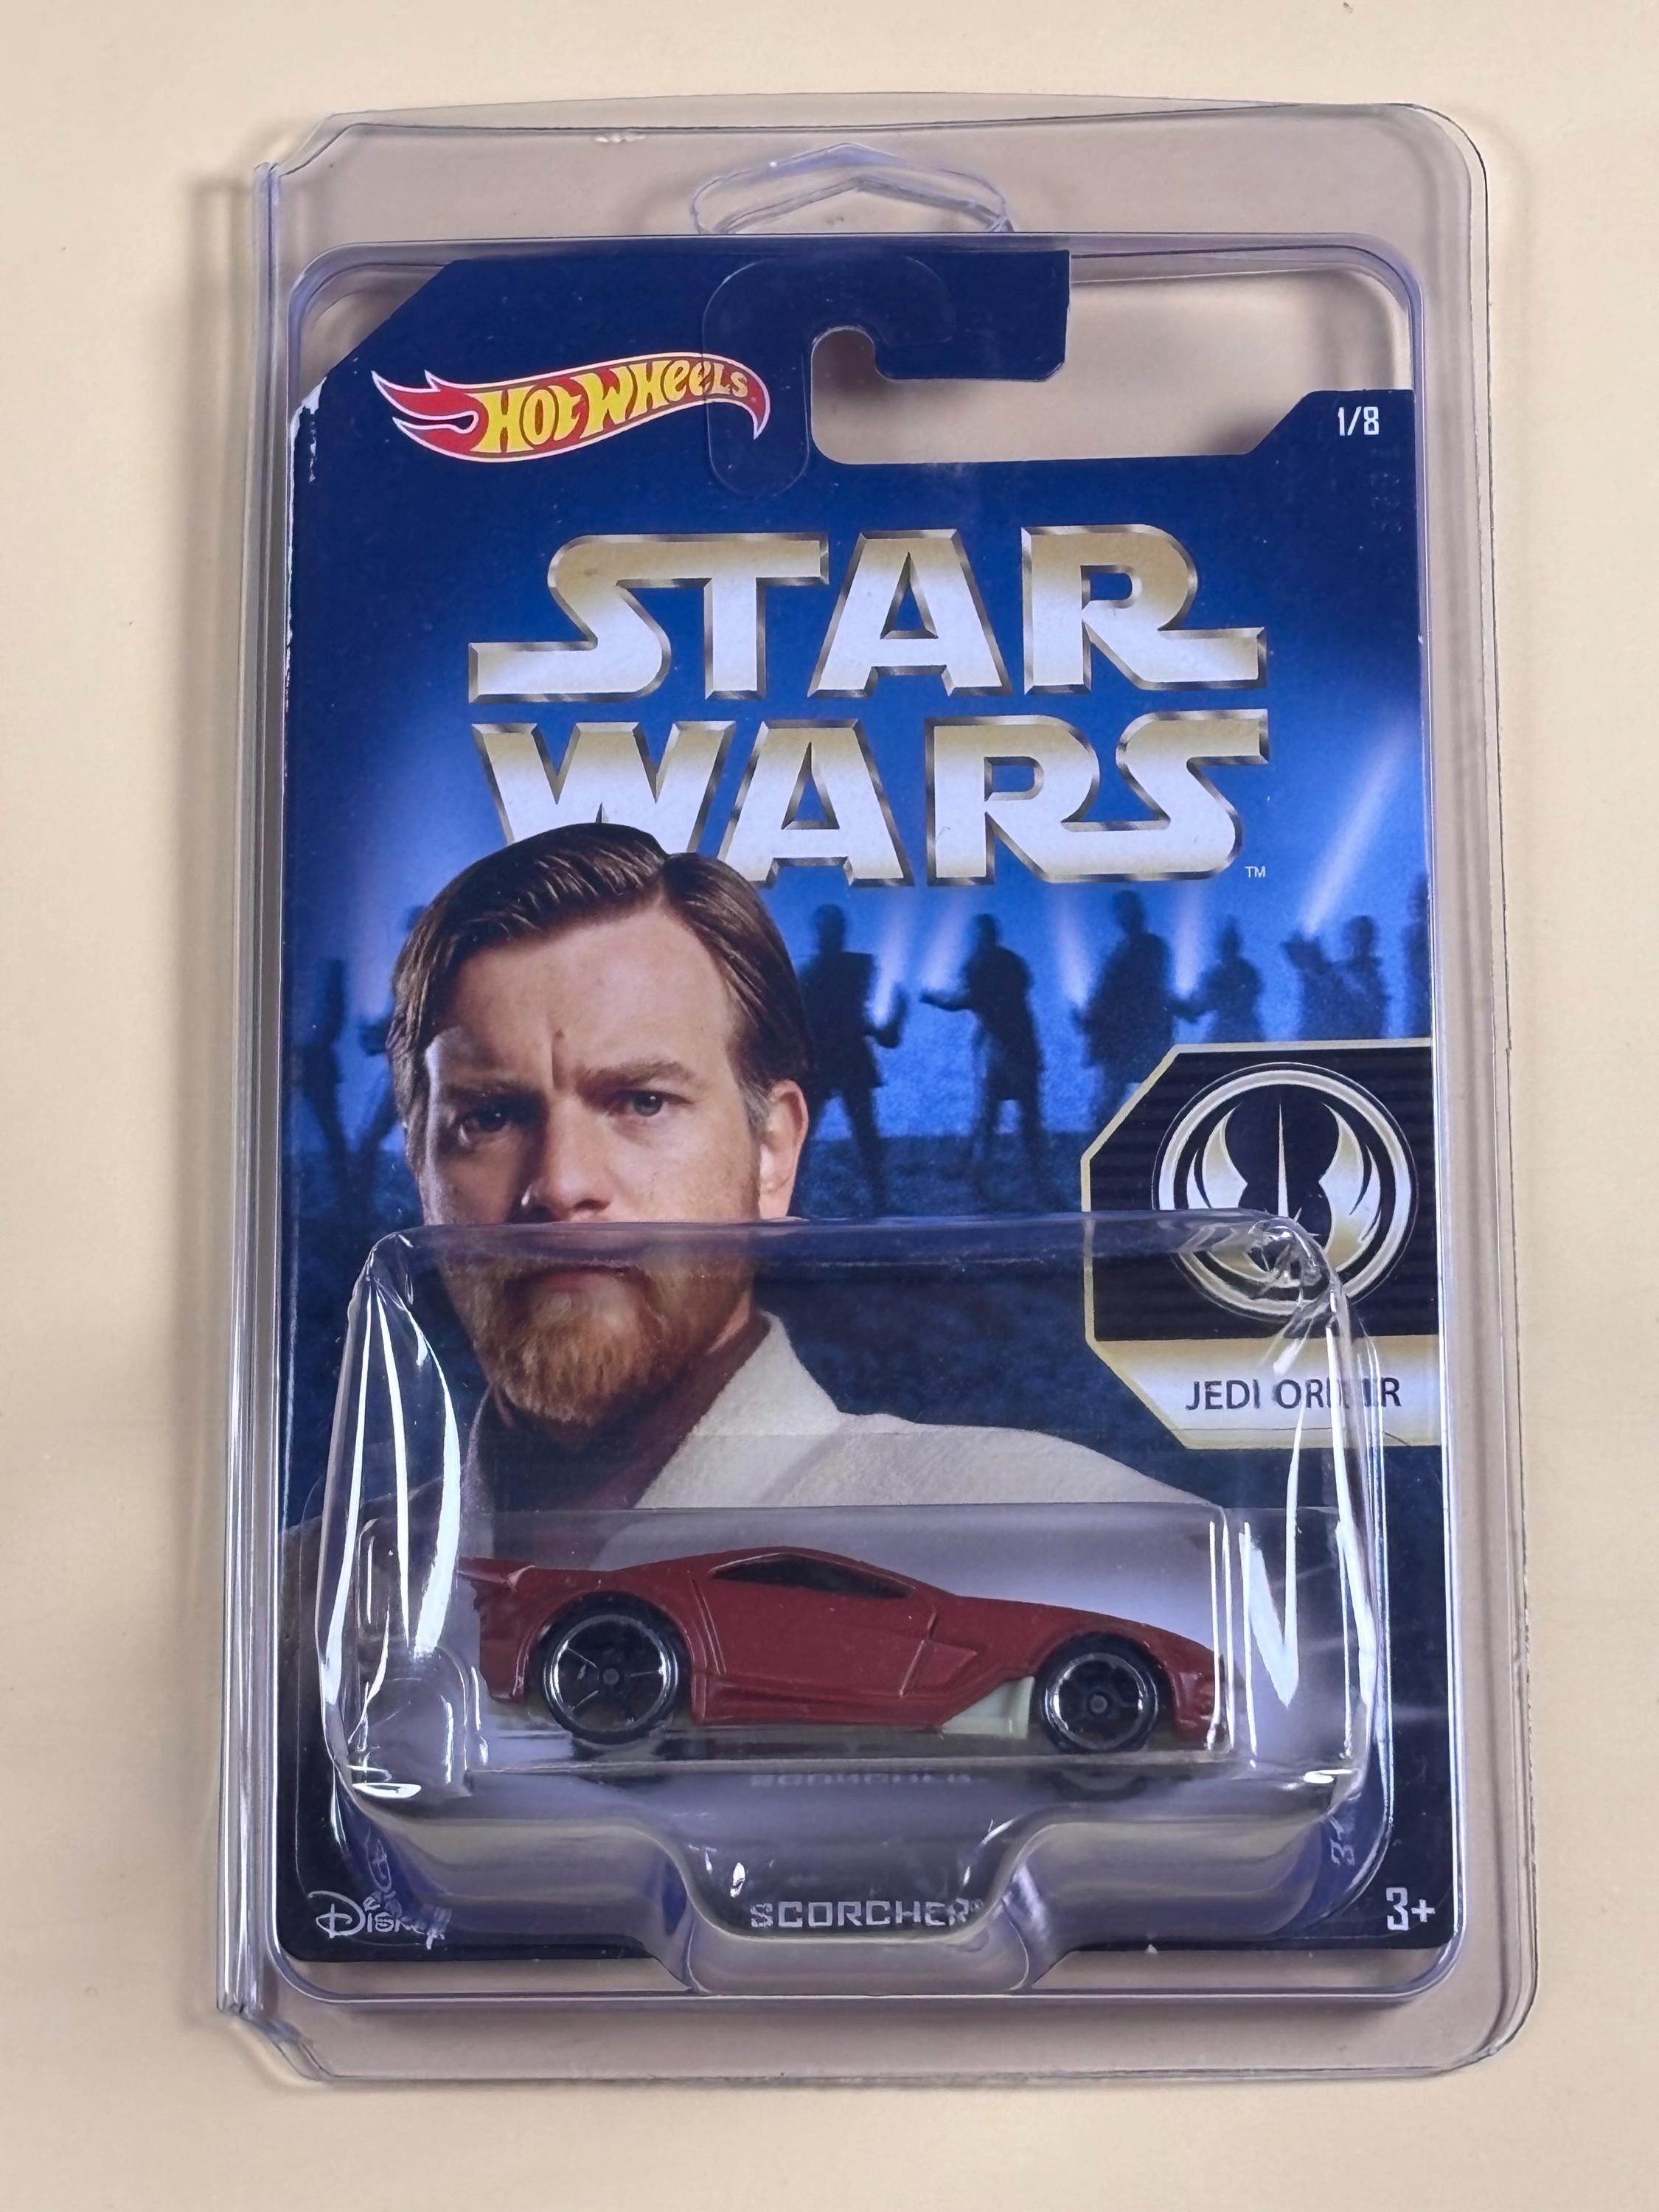 HOT WHEELS
1/8
STAR
WARS
TM
JEDI ORDER
Disney
SCORCHER
3+